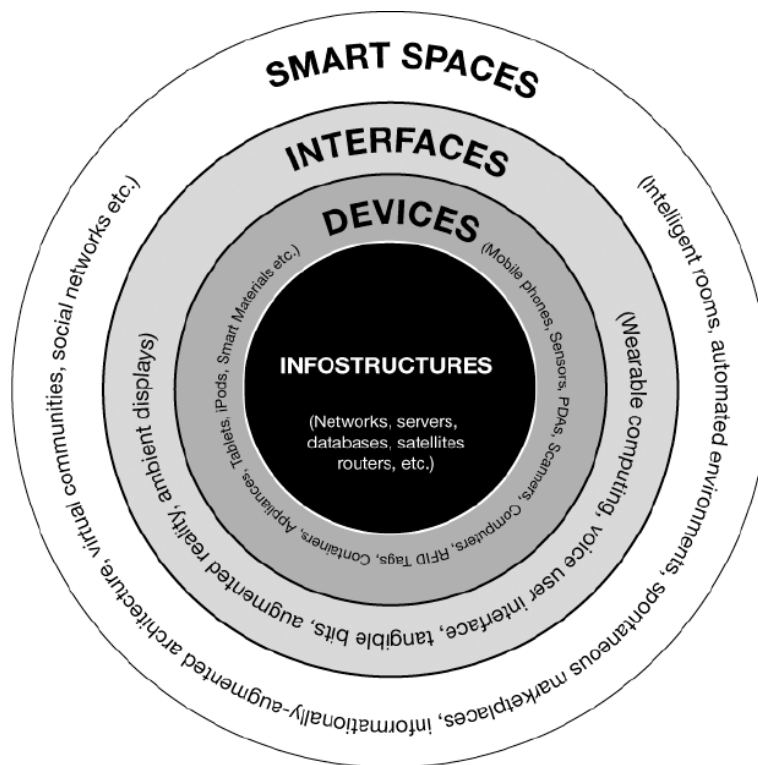 SMART SPACES
(Intelligent rooms, automated environments, spontaneous marketplaces, informationally-augmented architecture, virtual communities, social networks etc.)
INTERFACES
(Wearable computing, voice user interface, tangible bits, augmented reality, ambient displays)
DEVICES
(Mobile phones, Sensors, PDAs, Scanners, Computers, RFID Tags, Containers, Appliances, Tablets, iPods, Smart Materials etc.)
INFOSTRUCTURES
(Networks, servers,
databases, satellites
routers, etc.)